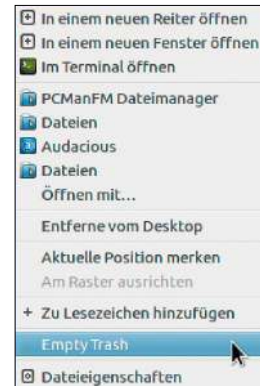 In einem neuen Reiter öffnen
In einem neuen Fenster öffnen
Im Terminal öffnen
PCManFM Dateimanager
Dateien
Audacious
Dateien
Öffnen mit...
Entferne vom Desktop
Aktuelle Position merken
Am Raster ausrichten
Zu Lesezeichen hinzufügen
Empty Trash
Dateieigenschaften